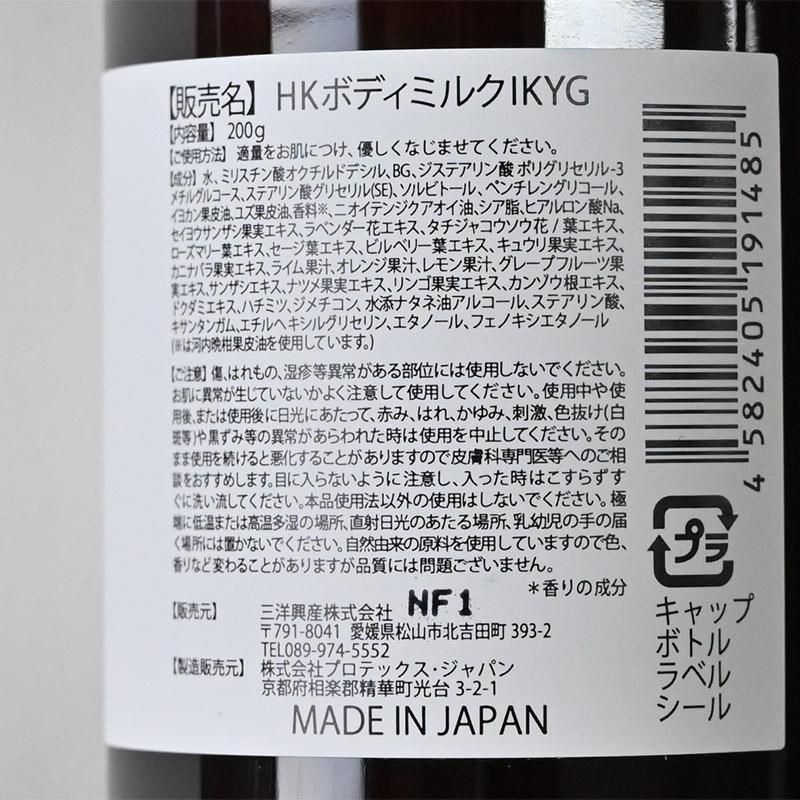 【販売名】 HKボディミルクIKYG
【内容量】 200g
【ご使用方法】 適量をお肌につけ、優しくなじませてください。
【成分】 水、ミリスチン酸オクチルドデシル、BG、ジステアリン酸 ポリグリセリル-3
メチルグルコース、ステアリン酸グリセリル(SE)、ソルビトール、ペンチレングリコール、
イヨカン果皮油、ユズ果皮油、香料※、ニオイテンジクアオイ油、シア脂、ヒアルロン酸Na、
セイヨウサンザシ果実エキス、ラベンダー花エキス、タチジャコウソウ花 / 葉エキス、
ローズマリー葉エキス、セージ葉エキス、ビルベリー葉エキス、キュウリ果実エキス、
カニナバラ果実エキス、ライム果汁、オレンジ果汁、レモン果汁、グレープフルーツ果
実エキス、サンザシエキス、ナツメ果実エキス、リンゴ果実エキス、カンゾウ根エキス、
ドクダミエキス、ハチミツ、ジメチコン、水添ナタネ油アルコール、ステアリン酸、
キサンタンガム、エチルヘキシルグリセリン、エタノール、フェノキシエタノール
(※は河内晩柑果皮油を使用しています。)
【ご注意】 傷、はれもの、湿疹等異常がある部位には使用しないでください。
お肌に異常が生じていないかよく注意して使用してください。使用中や使
用後、または使用後に日光にあたって、赤み、はれ、かゆみ、刺激、色抜け(白
斑等)や黒ずみ等の異常があらわれた時は使用を中止してください。その
まま使用を続けると悪化することがありますので皮膚科専門医等へのご相
談をおすすめします。目に入らないように注意し、入った時はこすらずす
ぐに洗い流してください。本品使用法以外の使用はしないでください。極
端に低温または高温多湿の場所、直射日光のあたる場所、乳幼児の手の届
く場所には置かないでください。自然由来の原料を使用していますので色、
香りなど変わることがありますが品質には問題ございません。
*香りの成分
【販売元】 三洋興産株式会社 NF1
〒791-8041 愛媛県松山市北吉田町 393-2
TEL089-974-5552
【製造販売元】 株式会社プロテックス・ジャパン
京都府相楽郡精華町光台 3-2-1
MADE IN JAPAN
4 582405 191485
プラ
キャップ
ボトル
ラベル
シール